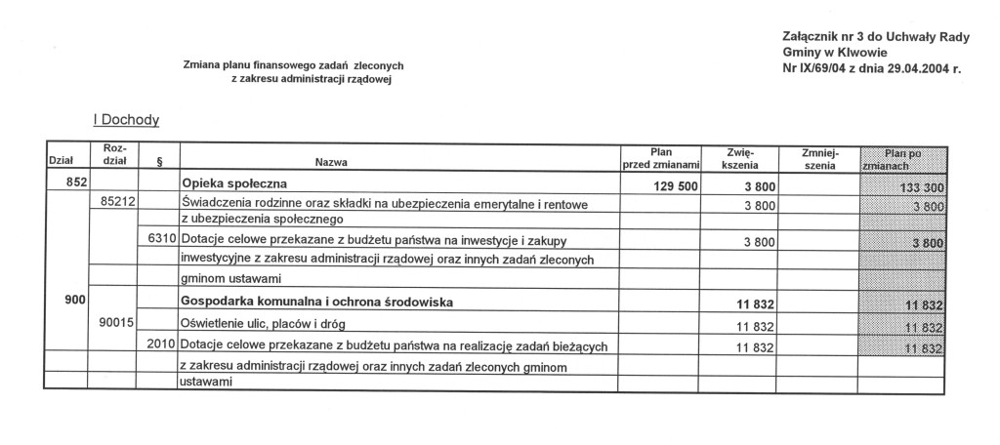 Załącznik nr 3 do Uchwały Rady
Gminy w Klwowie
Nr IX/69/04 z dnia 29.04.2004 r.
Zmiana planu finansowego zadań zleconych
z zakresu administracji rządowej
I Dochody
Dział Roz-dział § Nazwa Plan przed zmianami Zwię-kszenia Zmniej-szenia Plan po zmianach
852 Opieka społeczna 129 500 3 800 133 300
85212 Świadczenia rodzinne oraz składki na ubezpieczenia emerytalne i rentowe 3 800 3 800
z ubezpieczenia społecznego
6310 Dotacje celowe przekazane z budżetu państwa na inwestycje i zakupy 3 800 3 800
inwestycyjne z zakresu administracji rządowej oraz innych zadań zleconych
gminom ustawami
900 Gospodarka komunalna i ochrona środowiska 11 832 11 832
90015 Oświetlenie ulic, placów i dróg 11 832 11 832
2010 Dotacje celowe przekazane z budżetu państwa na realizację zadań bieżących 11 832 11 832
z zakresu administracji rządowej oraz innych zadań zleconych gminom
ustawami